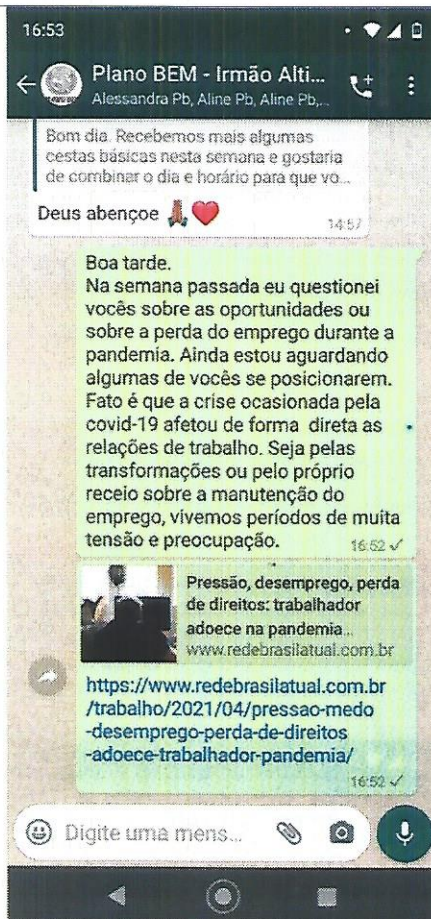 16:53
Plano BEM - Irmão Alti...
Alessandra Pb, Aline Pb, Aline Pb,...
Bom dia. Recebemos mais algumas
cestas básicas nesta semana e gostaria
de combinar o dia e horário para que vo...
Deus abençoe 🙏❤️
14:57
Boa tarde.
Na semana passada eu questionei
vocês sobre as oportunidades ou
sobre a perda do emprego durante a
pandemia. Ainda estou aguardando
algumas de vocês se posicionarem.
Fato é que a crise ocasionada pela
covid-19 afetou de forma direta as
relações de trabalho. Seja pelas
transformações ou pelo próprio
receio sobre a manutenção do
emprego, vivemos períodos de muita
tensão e preocupação.
16:52
Pressão, desemprego, perda
de direitos: trabalhador
adoece na pandemia...
www.redebrasilatual.com.br
https://www.redebrasilatual.com.br
/trabalho/2021/04/pressao-medo
-desemprego-perda-de-direitos
-adoece-trabalhador-pandemia/
16:52
Digite uma mens...